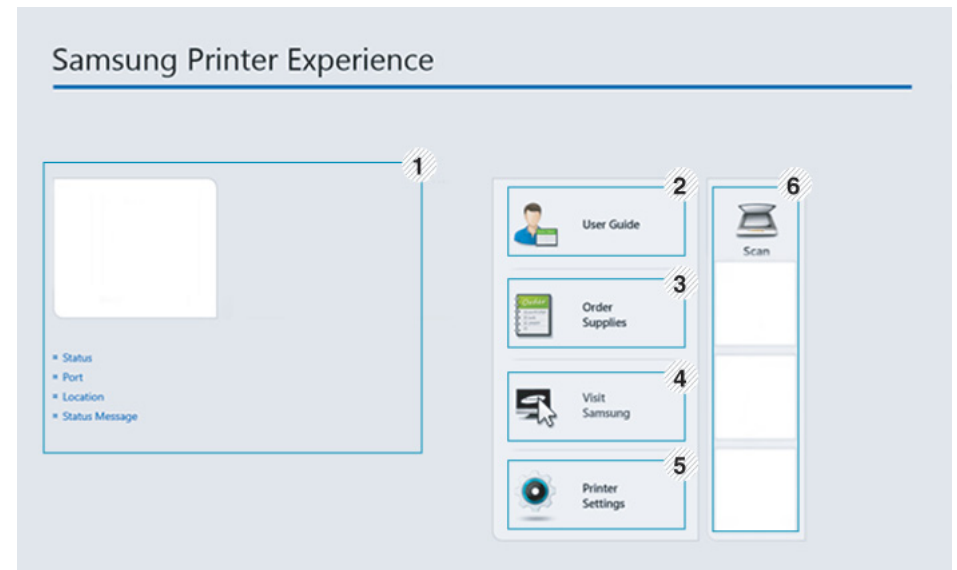 Samsung Printer Experience
1
Status
Port
Location
Status Message
2
User Guide
3
Order
Order
Supplies
4
Visit
Samsung
5
Printer
Settings
6
Scan